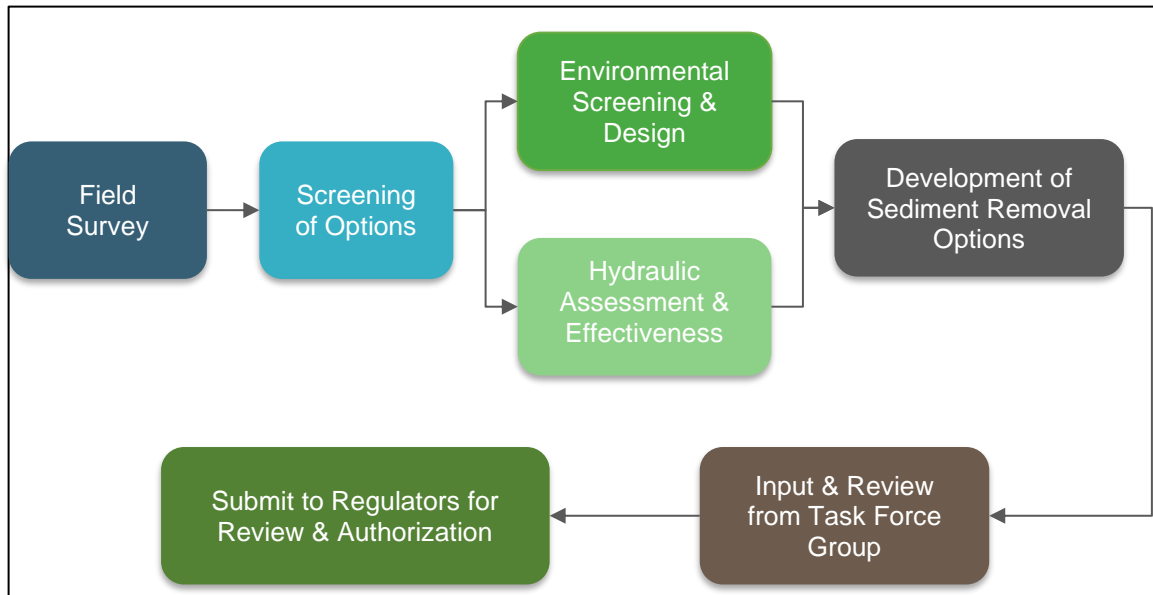 Field
Survey
Screening
of Options
Environmental
Screening &
Design
Hydraulic
Assessment &
Effectiveness
Development of
Sediment Removal
Options
Input & Review
from Task Force
Group
Submit to Regulators for
Review & Authorization